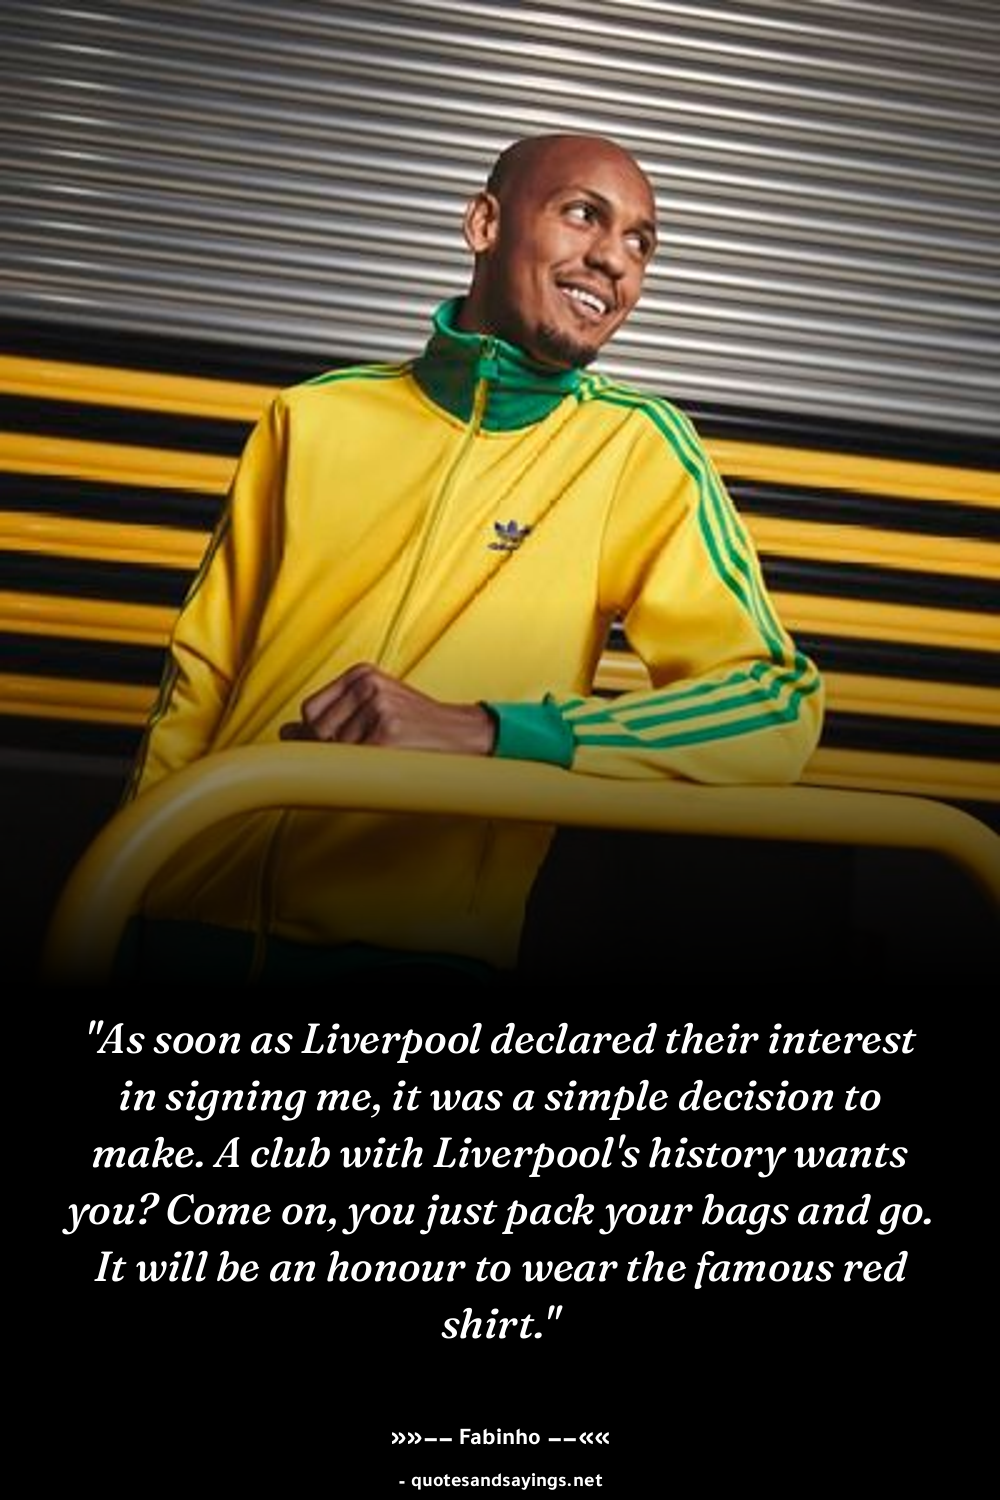 "As soon as Liverpool declared their interest
in signing me, it was a simple decision to
make. A club with Liverpool's history wants
you? Come on, you just pack your bags and go.
It will be an honour to wear the famous red
shirt."
»»–– Fabinho ––««
- quotesandsayings.net